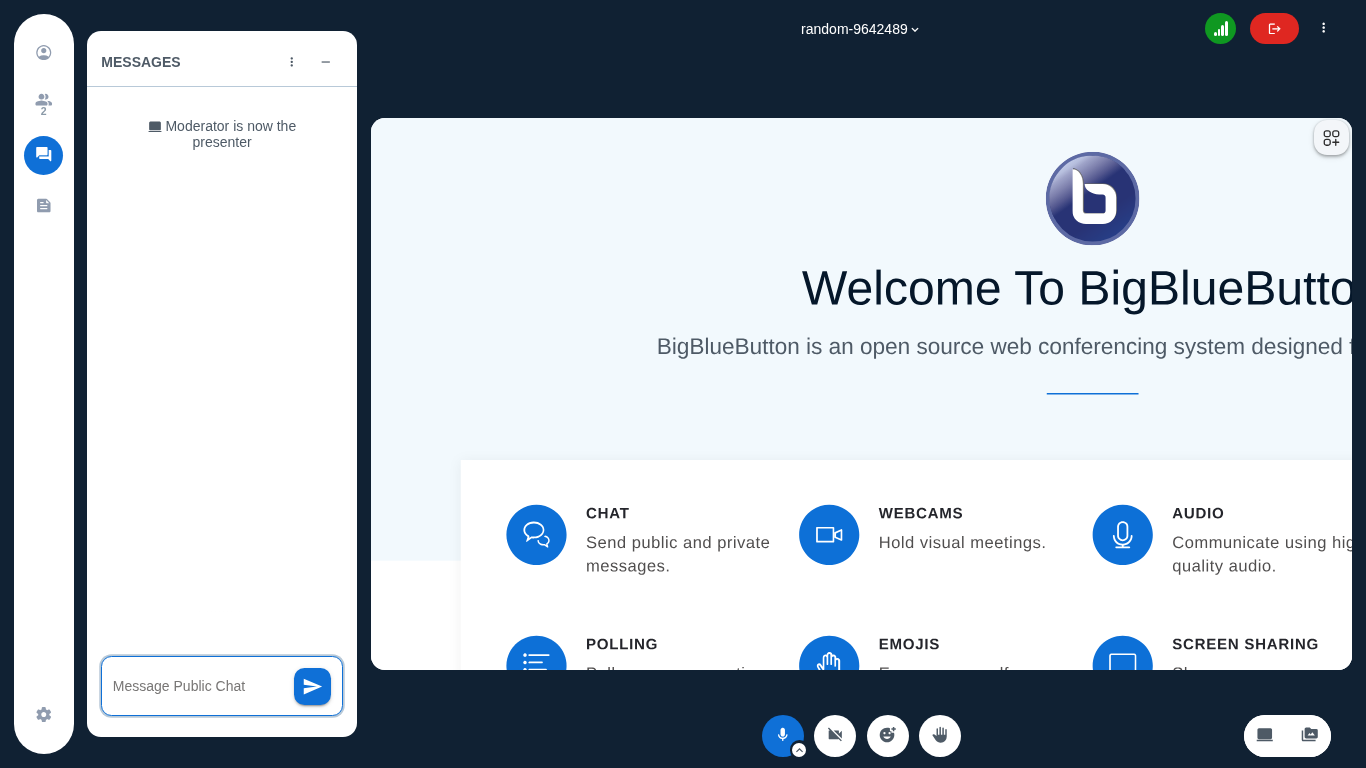 random-9642489
2
MESSAGES
Moderator is now the
presenter
Message Public Chat
Welcome To BigBlueButto
BigBlueButton is an open source web conferencing system designed
CHAT
Send public and private
messages.
WEBCAMS
Hold visual meetings.
AUDIO
Communicate using hig
quality audio.
POLLING
EMOJIS
SCREEN SHARING